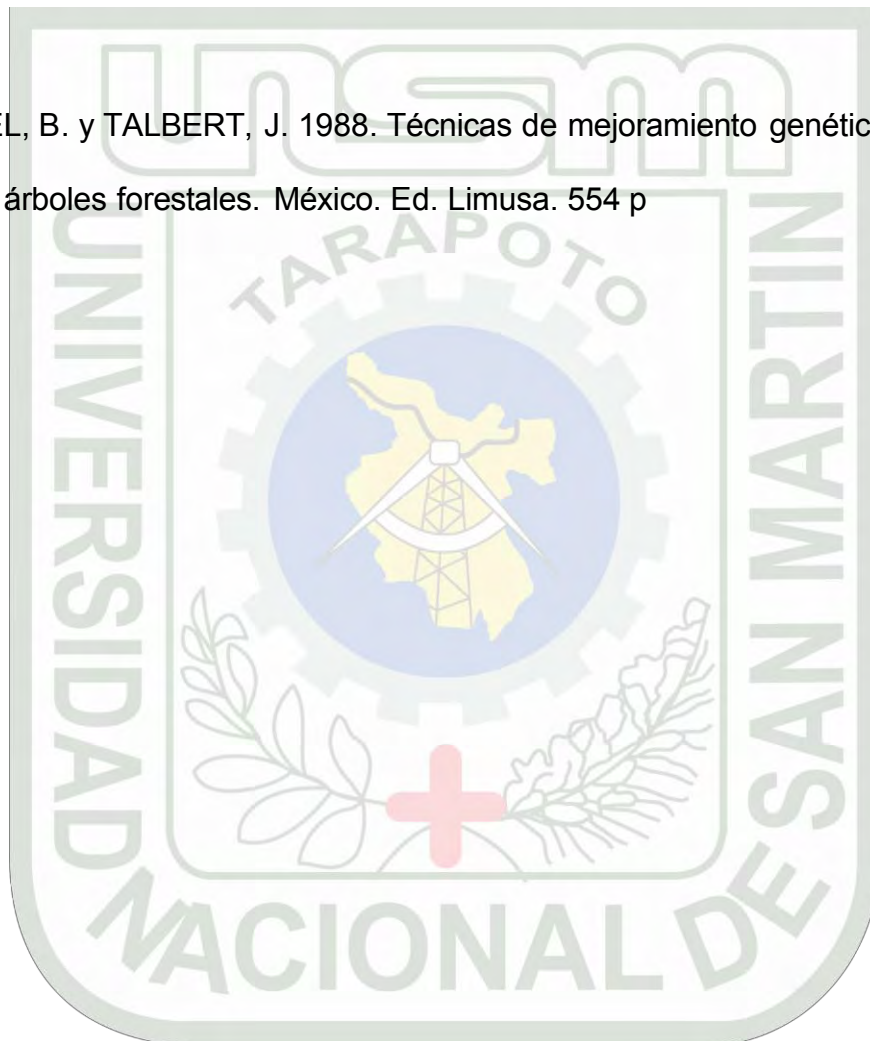 unsm
EL, B. y TALBERT, J. 1988. Técnicas de mejoramiento genétic
árboles forestales. México. Ed. Limusa. 554 p
TARAPOTO
UNIVERSIDAD NACIONAL DE SAN MARTIN